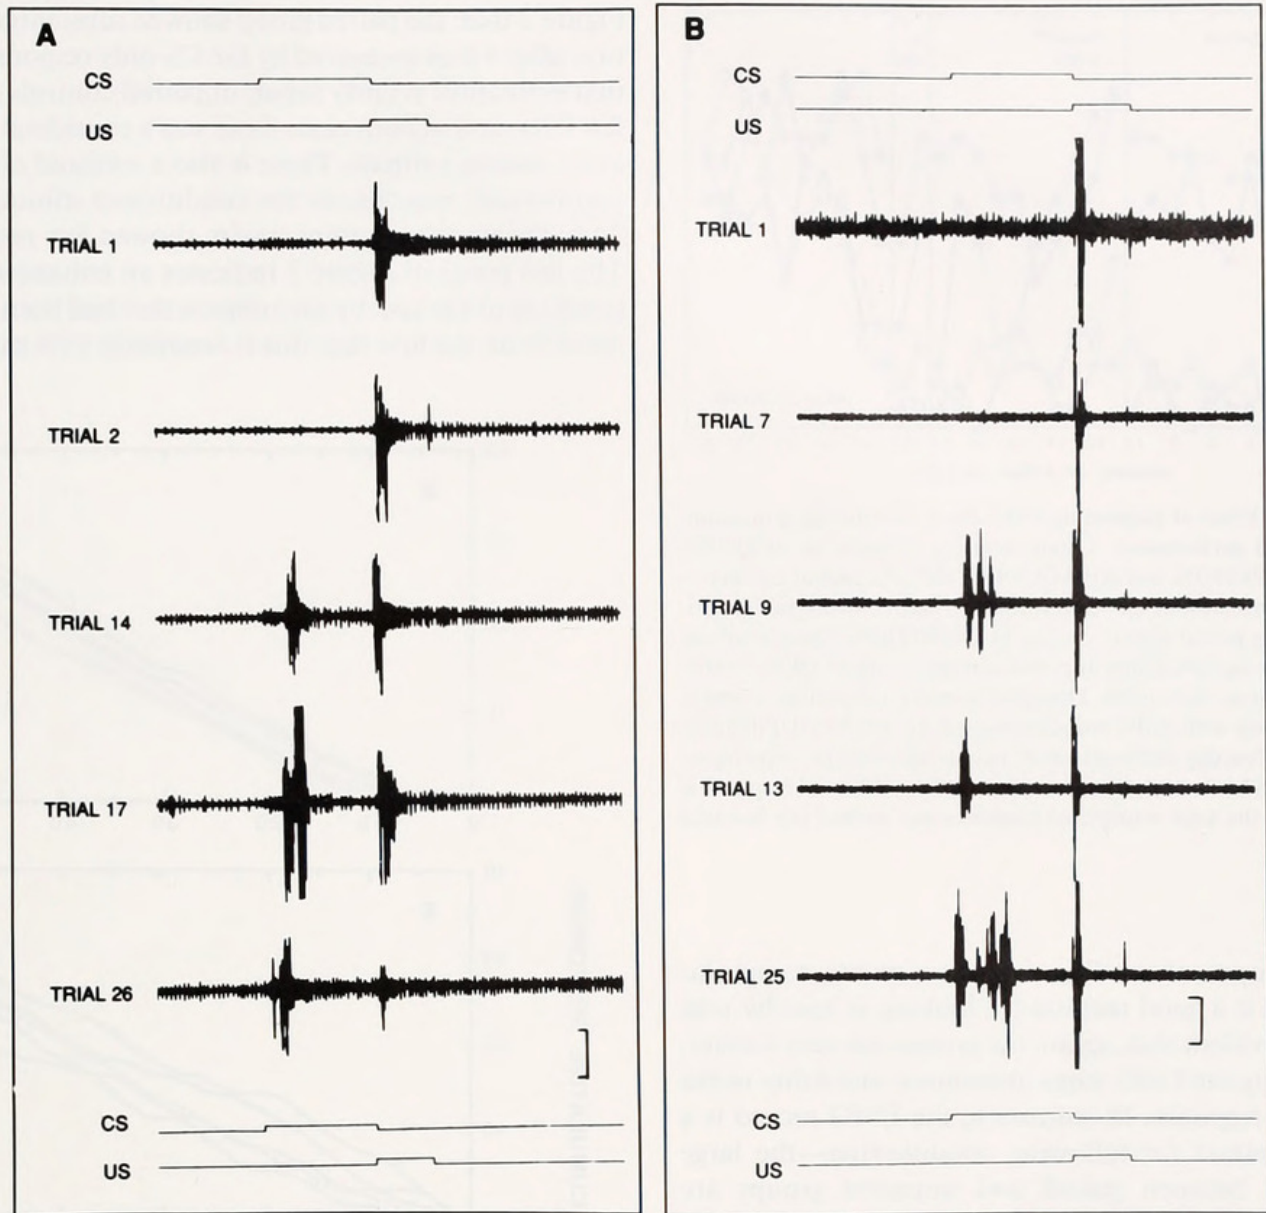 A
CS
US
TRIAL 1
TRIAL 2
TRIAL 14
TRIAL 17
TRIAL 26
CS
US
B
CS
US
TRIAL 1
TRIAL 7
TRIAL 9
TRIAL 13
TRIAL 25
CS
US